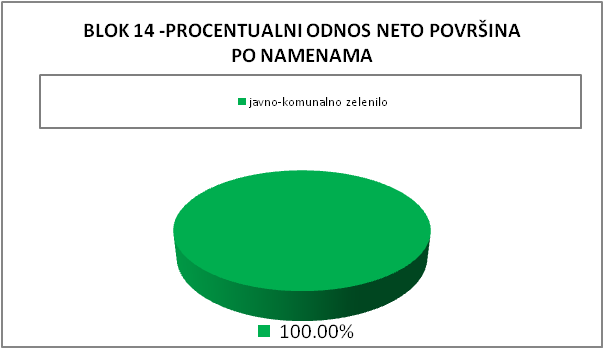 BLOK 14 -PROCENTUALNI ODNOS NETO POVRŠINA
PO NAMENAMA
javno-komunalno zelenilo
100.00%